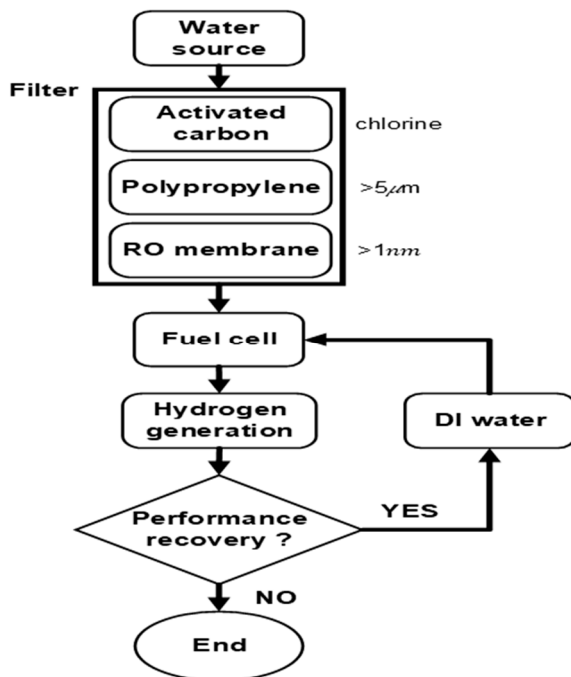 Water
source
Filter
Activated
carbon
chlorine
Polypropylene
>5μm
RO membrane
>1nm
Fuel cell
Hydrogen
generation
DI water
Performance
recovery ?
YES
NO
End